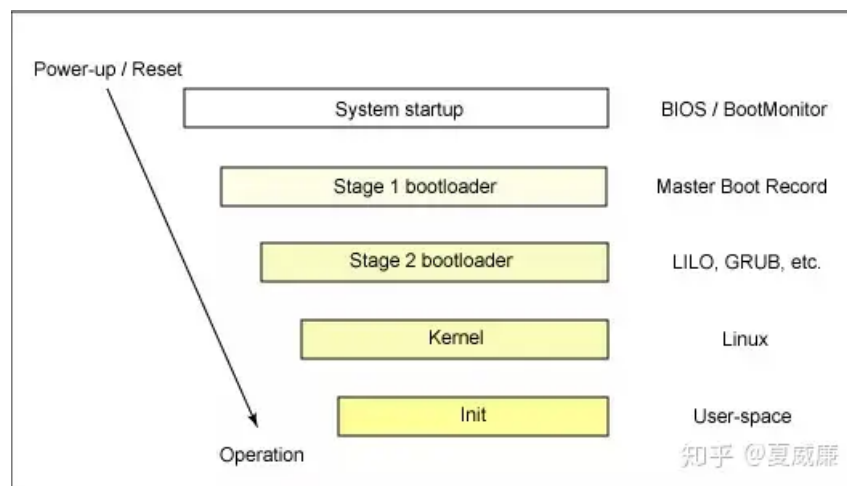 Power-up / Reset
System startup
BIOS / BootMonitor
Stage 1 bootloader
Master Boot Record
Stage 2 bootloader
LILO, GRUB, etc.
Kernel
Linux
Init
User-space
Operation
知乎 @夏威廉